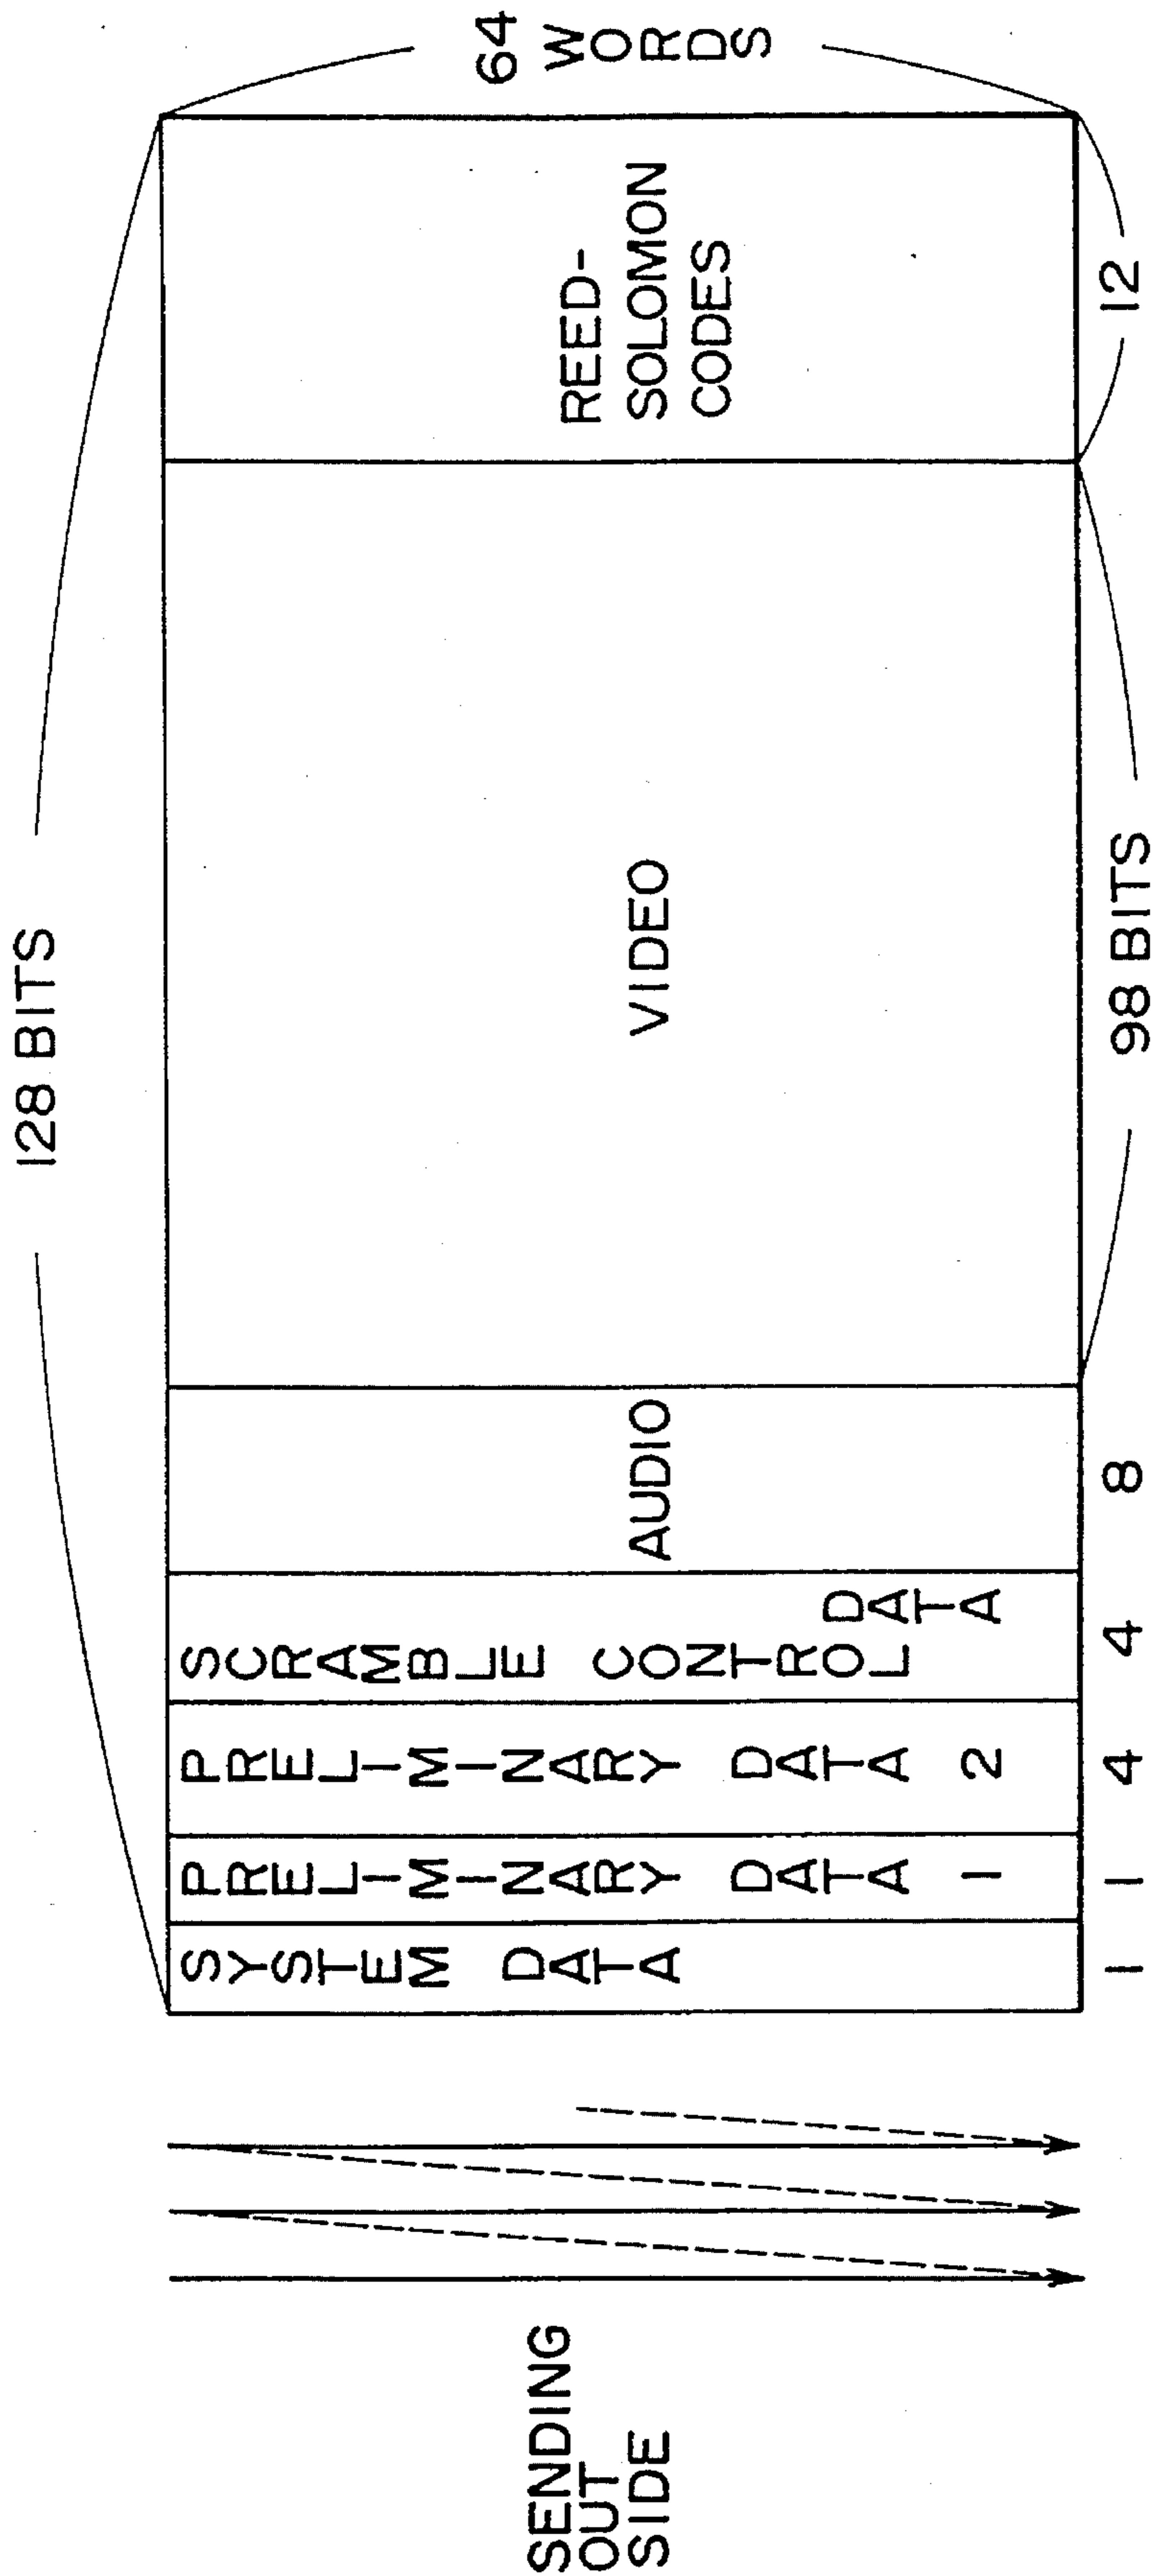 128 BITS
SENDING
OUT
SIDE
SYSTEM DATA
PRELIMINARY DATA 1
PRELIMINARY DATA 2
SCRAMBLE CONTROL
DATA
AUDIO
VIDEO
REED-
SOLOMON
CODES
64
WORDS
1
1
4
4
8
98 BITS
12